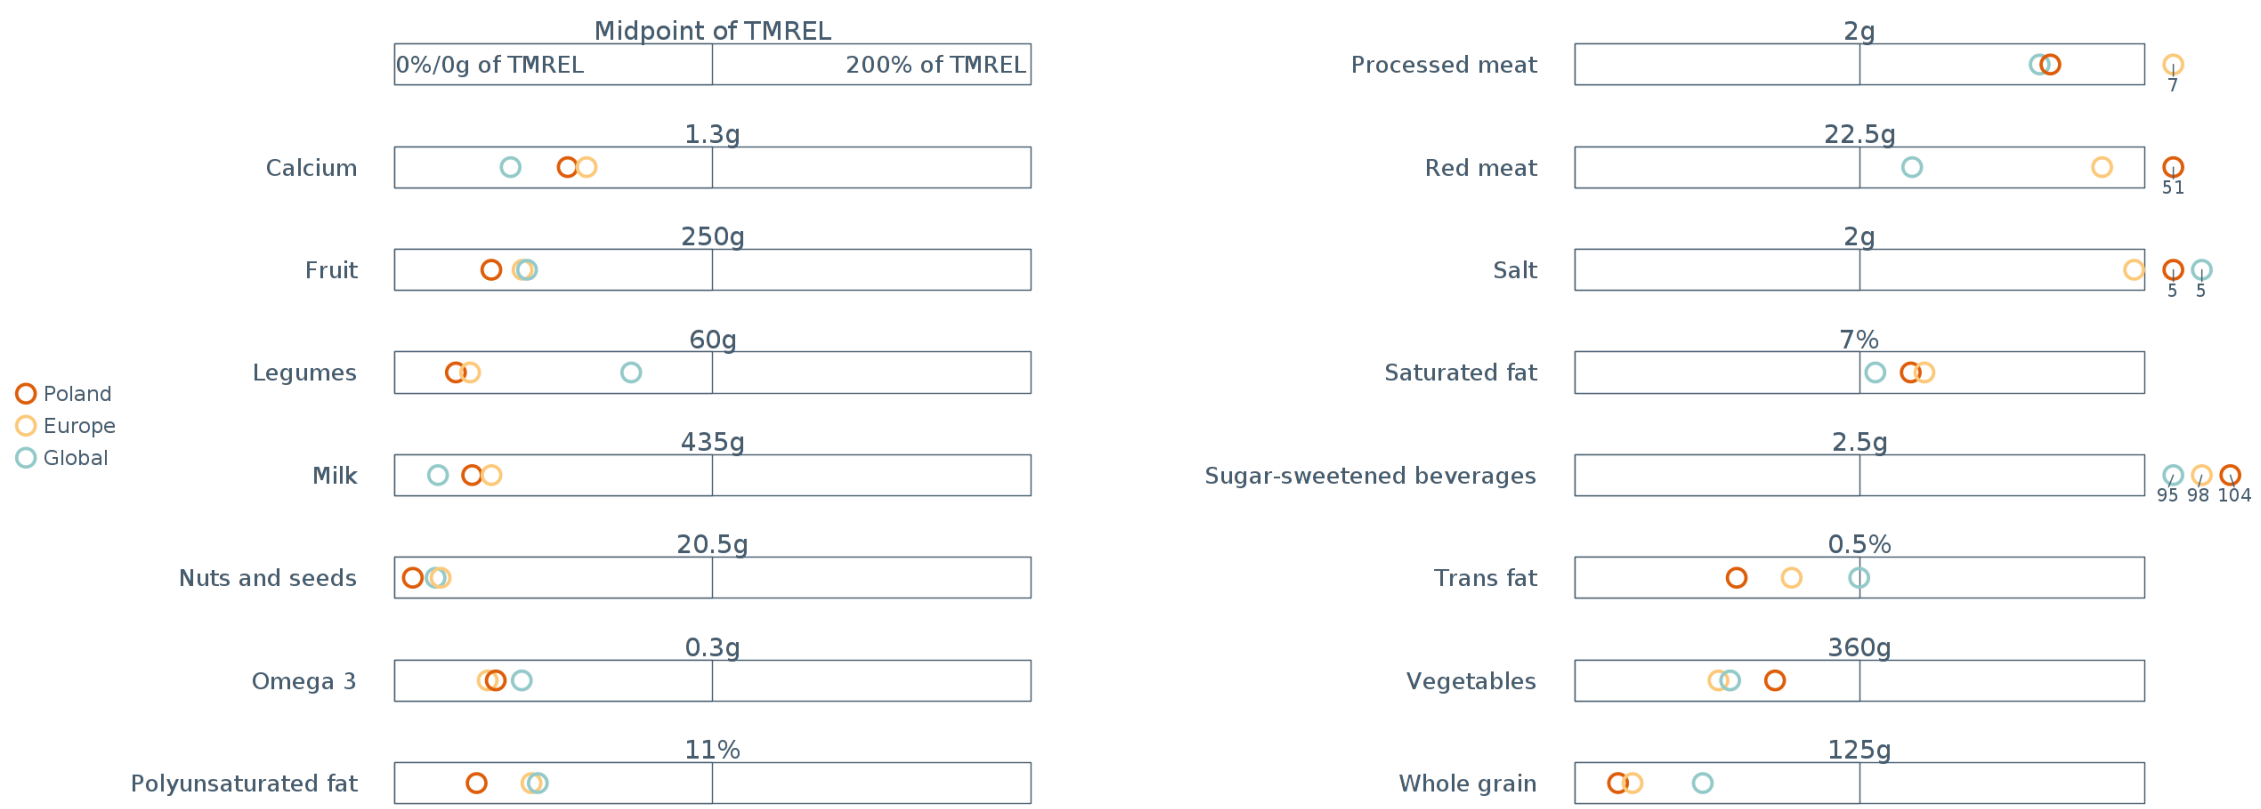 Midpoint of TMREL
0%/0g of TMREL
200% of TMREL
1.3g
Calcium
250g
Fruit
60g
Legumes
435g
Milk
20.5g
Nuts and seeds
0.3g
Omega 3
11%
Polyunsaturated fat
Poland
Europe
Global
2g
Processed meat
7
22.5g
Red meat
51
2g
Salt
5 5
7%
Saturated fat
2.5g
Sugar-sweetened beverages
95 98 104
0.5%
Trans fat
360g
Vegetables
125g
Whole grain